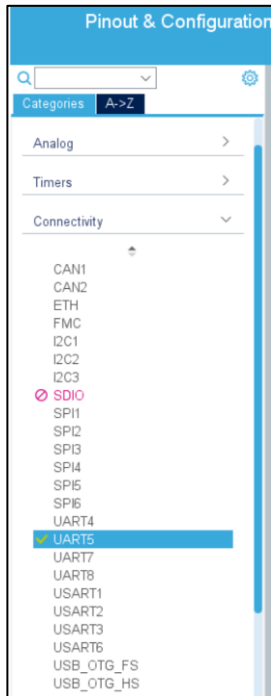 Pinout & Configuration
Categories A->Z
Analog
Timers
Connectivity
CAN1
CAN2
ETH
FMC
I2C1
I2C2
I2C3
SDIO
SPI1
SPI2
SPI3
SPI4
SPI5
SPI6
UART4
UART5
UART7
UART8
USART1
USART2
USART3
USART6
USB_OTG_FS
USB_OTG_HS